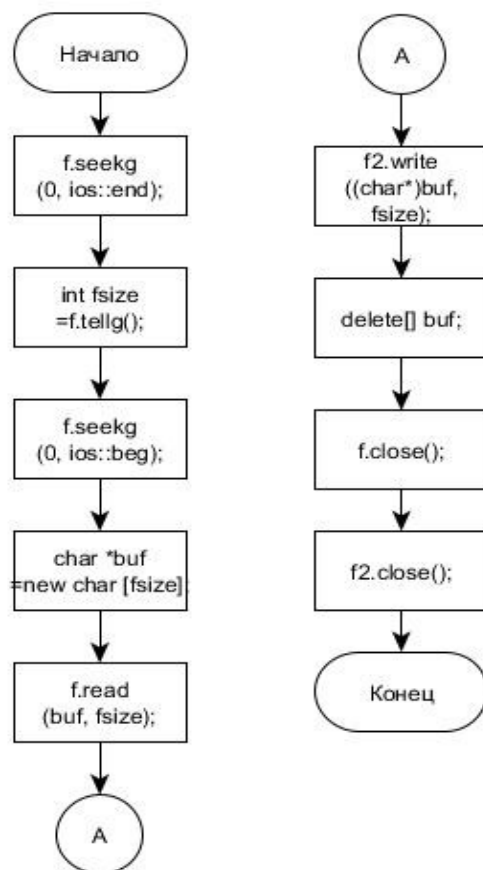 Начало
f.seekg
(0, ios::end);
int fsize
=f.tellg();
f.seekg
(0, ios::beg);
char *buf
=new char [fsize];
f.read
(buf, fsize);
A
A
f2.write
((char*)buf,
fsize);
delete[] buf;
f.close();
f2.close();
Конец